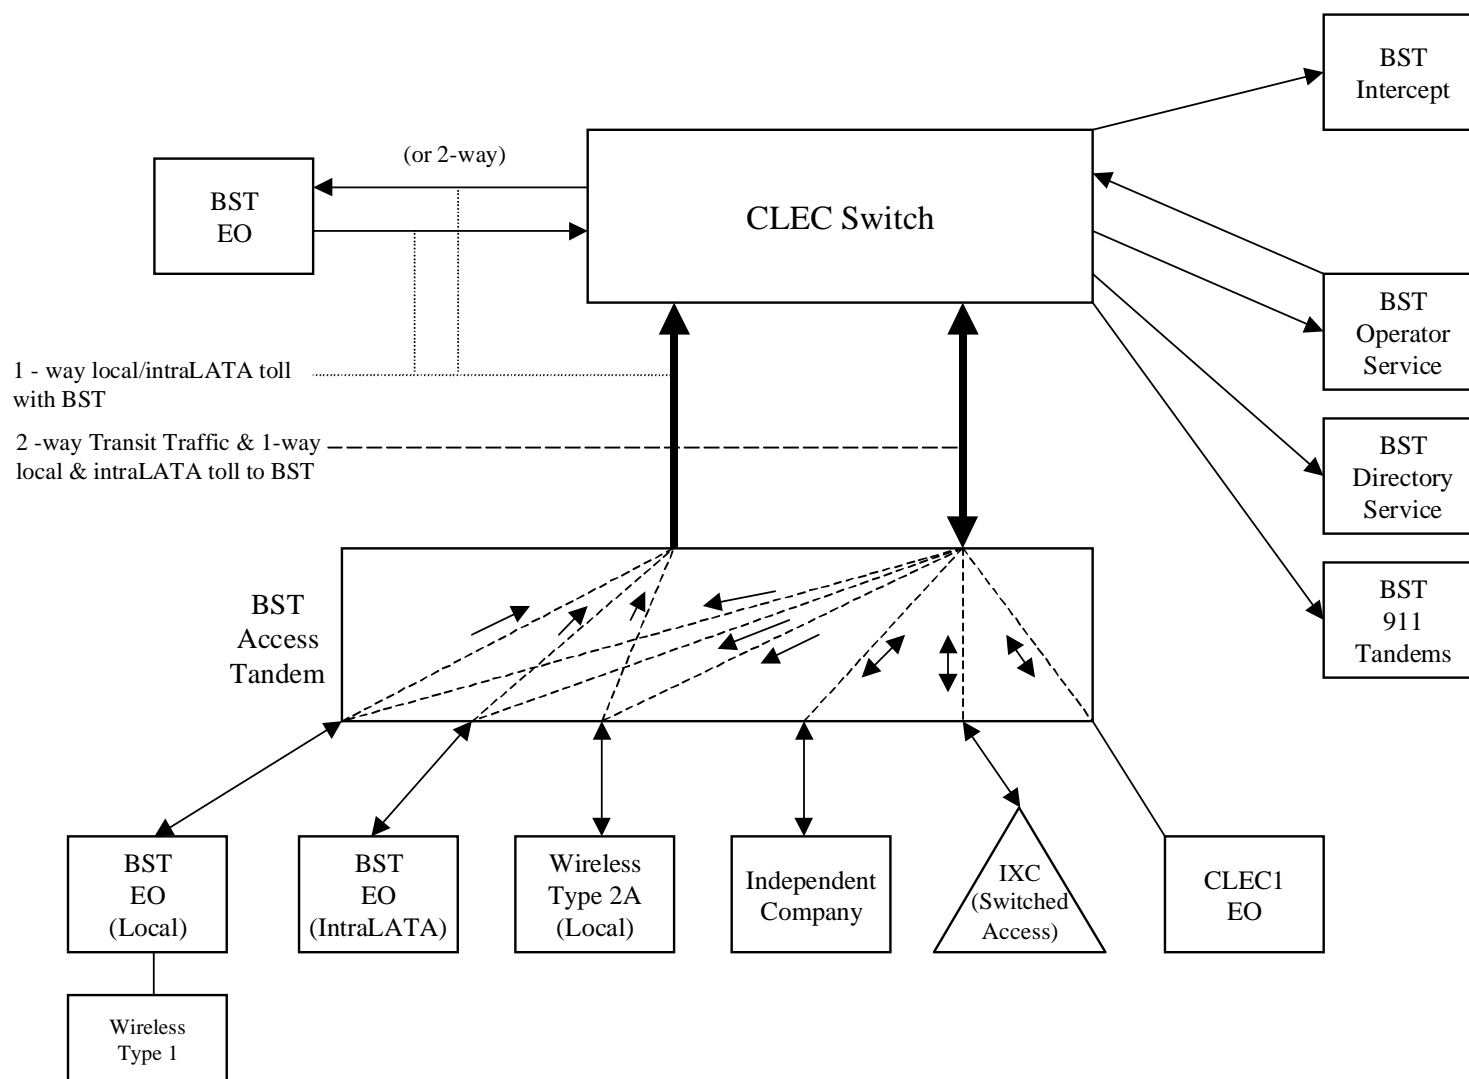 BST
Intercept
(or 2-way)
BST
EO
CLEC Switch
BST
Operator
Service
1 - way local/intraLATA toll
with BST
2 -way Transit Traffic & 1-way
local & intraLATA toll to BST
BST
Directory
Service
BST
911
Tandems
BST
Access
Tandem
BST
EO
(Local)
BST
EO
(IntraLATA)
Wireless
Type 2A
(Local)
Independent
Company
IXC
(Switched
Access)
CLEC1
EO
Wireless
Type 1